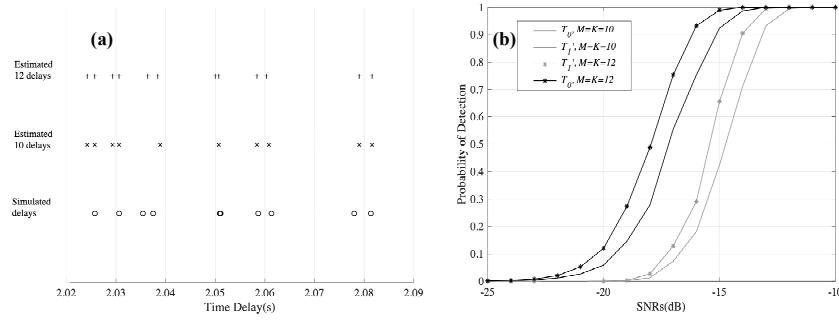 (a)
Estimated
12 delays
Estimated
10 delays
Simulated
delays
2.02 2.03 2.04 2.05 2.06 2.07 2.08 2.09
Time Delay(s)
(b)
T0, M=K=10
T1', M=K=10
T1', M=K=12
T0, M=K=12
Probability of Detection
1
0.9
0.8
0.7
0.6
0.5
0.4
0.3
0.2
0.1
0
-25 -20 -15 -10
SNRs(dB)